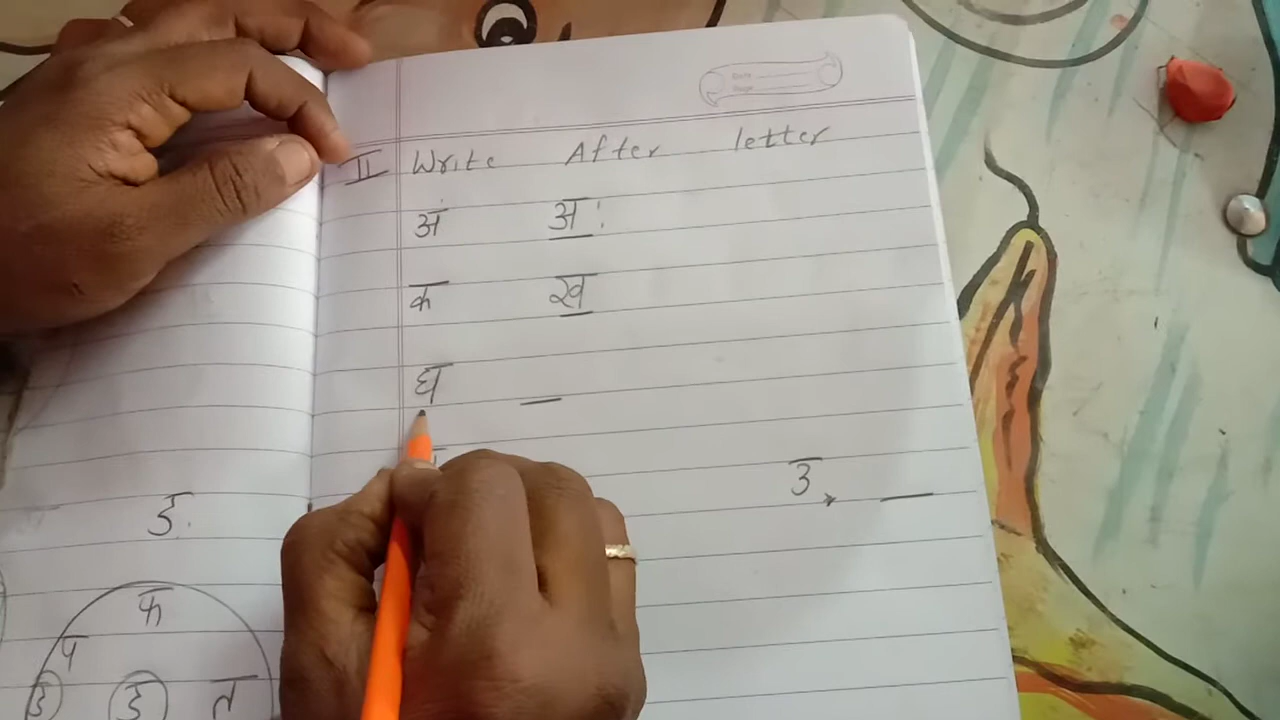 II Write After letter
अं अः
क ख
घ _
उ, _
ङ
क
प
ङ ङ त